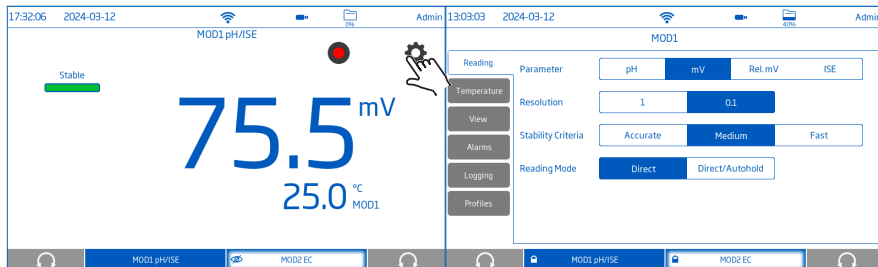 17:32:06 2024-03-12 0% Admin
MOD1 pH/ISE
Stable
75.5 mV
25.0 °C MOD1
MOD1 pH/ISE MOD2 EC
13:03:03 2024-03-12 40% Admin
MOD1
Reading
Temperature
View
Alarms
Logging
Profiles
Parameter pH mV Rel. mV ISE
Resolution 1 0.1
Stability Criteria Accurate Medium Fast
Reading Mode Direct Direct/Autohold
MOD1 pH/ISE MOD2 EC